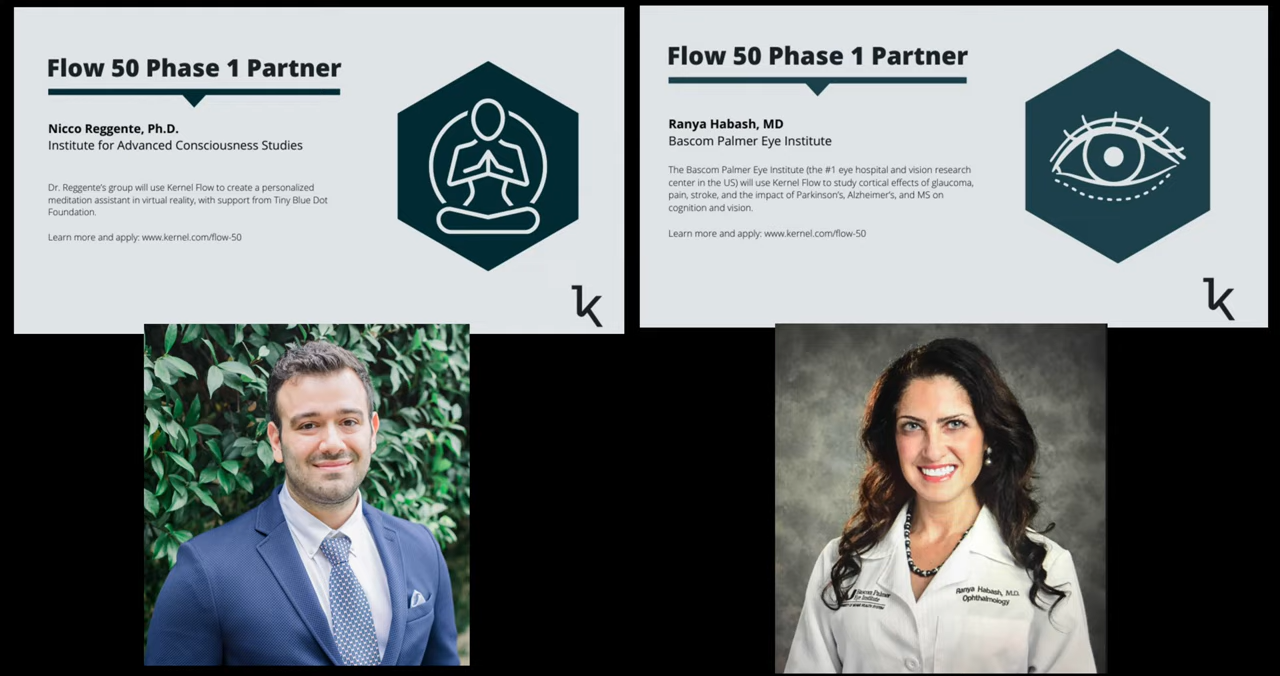 Flow 50 Phase 1 Partner
Nicco Reggente, Ph.D.
Institute for Advanced Consciousness Studies
Dr. Reggente's group will use Kernel Flow to create a personalized
meditation assistant in virtual reality, with support from Tiny Blue Dot
Foundation.
Learn more and apply: www.kernel.com/flow-50
k
Flow 50 Phase 1 Partner
Ranya Habash, MD
Bascom Palmer Eye Institute
The Bascom Palmer Eye Institute (the #1 eye hospital and vision research
center in the US) will use Kernel Flow to study cortical effects of glaucoma,
pain, stroke, and the impact of Parkinson's, Alzheimer's, and MS on
cognition and vision.
Learn more and apply: www.kernel.com/flow-50
k
Bascom Palmer
Eye Institute
Ranya Habash, M.D.
Ophthalmology